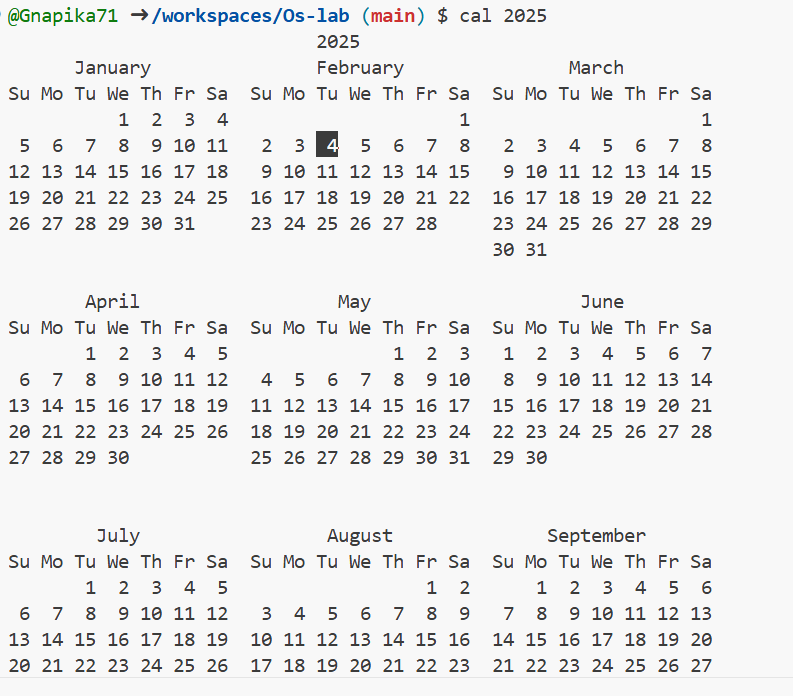 @Gnapika71 ➜/workspaces/Os-lab (main) $ cal 2025
                            2025
      January               February               March
Su Mo Tu We Th Fr Sa  Su Mo Tu We Th Fr Sa  Su Mo Tu We Th Fr Sa
          1  2  3  4                     1                     1
 5  6  7  8  9 10 11   2  3  4  5  6  7  8   2  3  4  5  6  7  8
12 13 14 15 16 17 18   9 10 11 12 13 14 15   9 10 11 12 13 14 15
19 20 21 22 23 24 25  16 17 18 19 20 21 22  16 17 18 19 20 21 22
26 27 28 29 30 31     23 24 25 26 27 28     23 24 25 26 27 28 29
                                            30 31

       April                  May                   June
Su Mo Tu We Th Fr Sa  Su Mo Tu We Th Fr Sa  Su Mo Tu We Th Fr Sa
       1  2  3  4  5               1  2  3   1  2  3  4  5  6  7
 6  7  8  9 10 11 12   4  5  6  7  8  9 10   8  9 10 11 12 13 14
13 14 15 16 17 18 19  11 12 13 14 15 16 17  15 16 17 18 19 20 21
20 21 22 23 24 25 26  18 19 20 21 22 23 24  22 23 24 25 26 27 28
27 28 29 30           25 26 27 28 29 30 31  29 30

        July                 August              September
Su Mo Tu We Th Fr Sa  Su Mo Tu We Th Fr Sa  Su Mo Tu We Th Fr Sa
       1  2  3  4  5                  1  2      1  2  3  4  5  6
 6  7  8  9 10 11 12   3  4  5  6  7  8  9   7  8  9 10 11 12 13
13 14 15 16 17 18 19  10 11 12 13 14 15 16  14 15 16 17 18 19 20
20 21 22 23 24 25 26  17 18 19 20 21 22 23  21 22 23 24 25 26 27